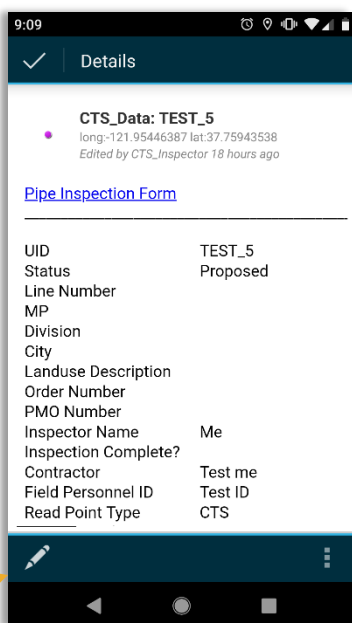 9:09
Details
CTS_Data: TEST_5
long:-121.95446387 lat:37.75943538
Edited by CTS_Inspector 18 hours ago
Pipe Inspection Form
UID TEST_5
Status Proposed
Line Number
MP
Division
City
Landuse Description
Order Number
PMO Number
Inspector Name Me
Inspection Complete?
Contractor Test me
Field Personnel ID Test ID
Read Point Type CTS